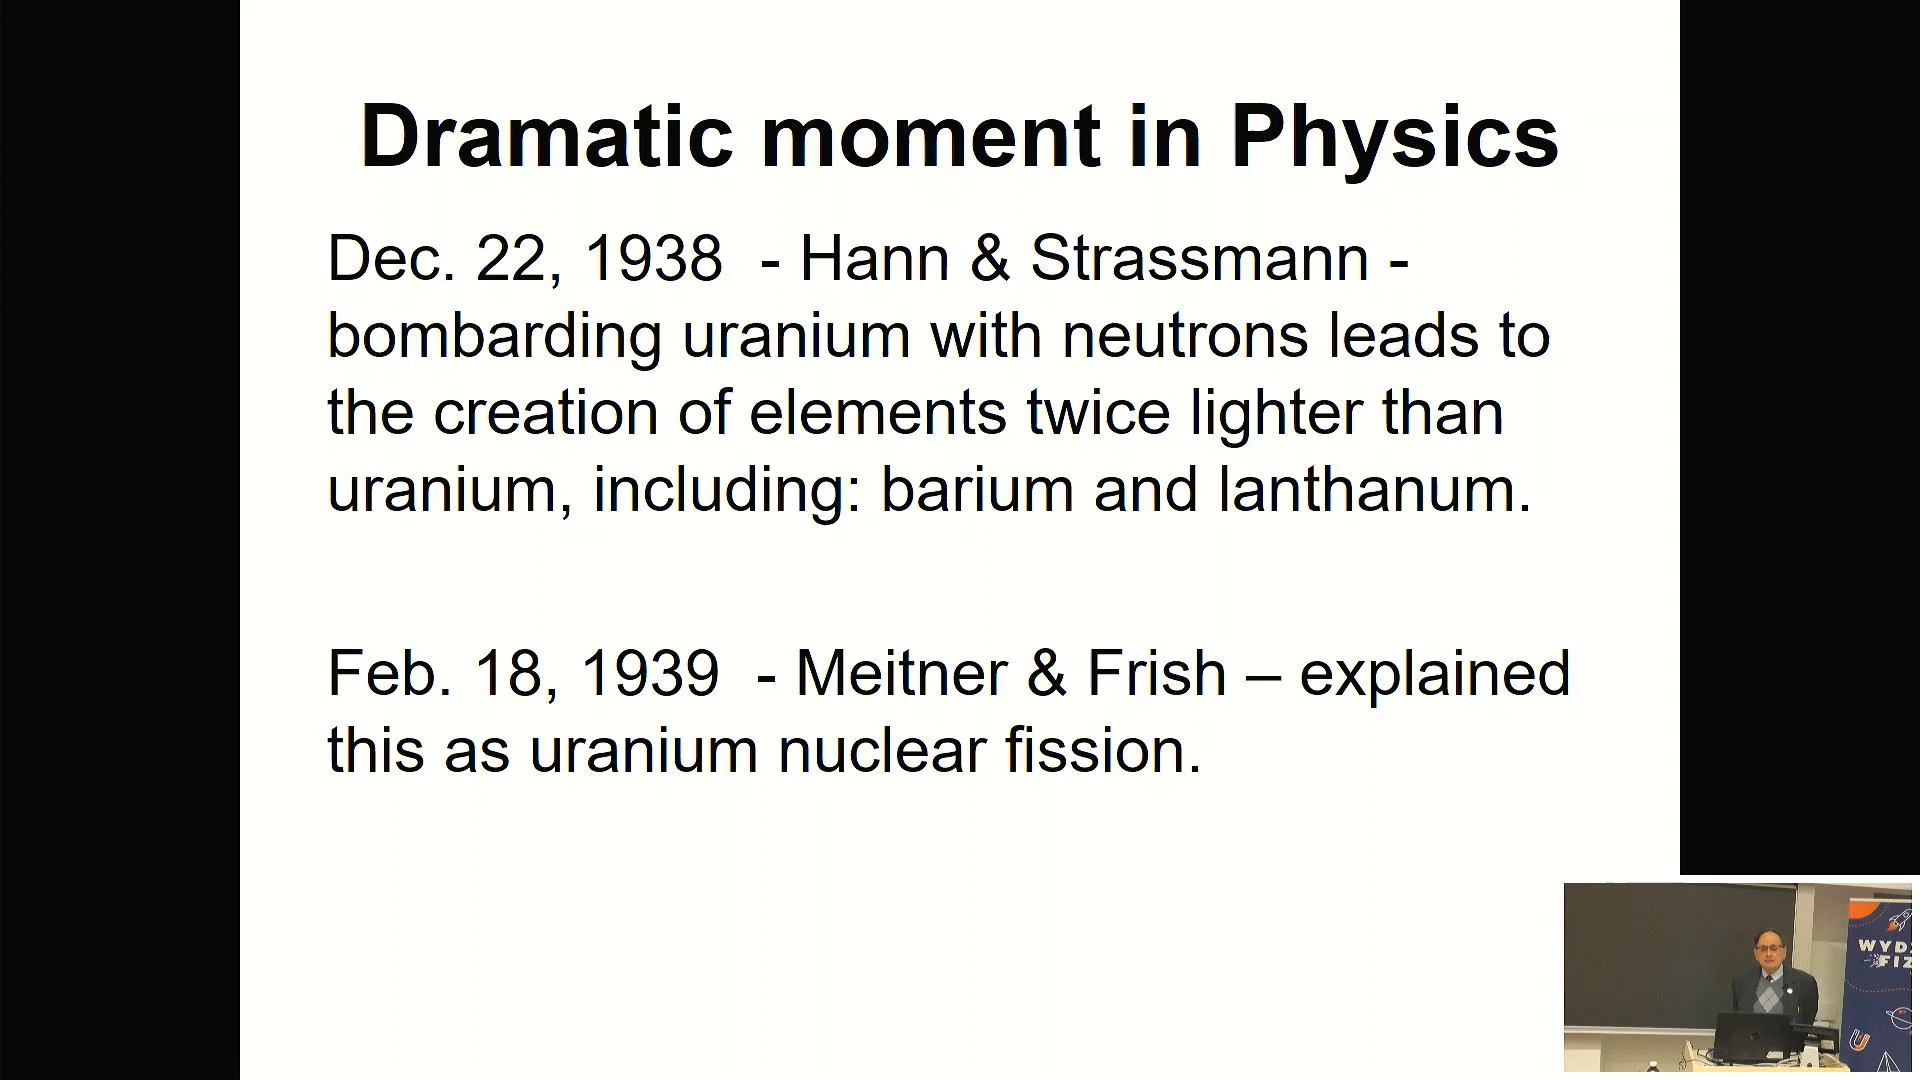 Dramatic moment in Physics
Dec. 22, 1938 - Hann & Strassmann -
bombarding uranium with neutrons leads to
the creation of elements twice lighter than
uranium, including: barium and lanthanum.
Feb. 18, 1939 - Meitner & Frish – explained
this as uranium nuclear fission.
WYDZ
FIZ